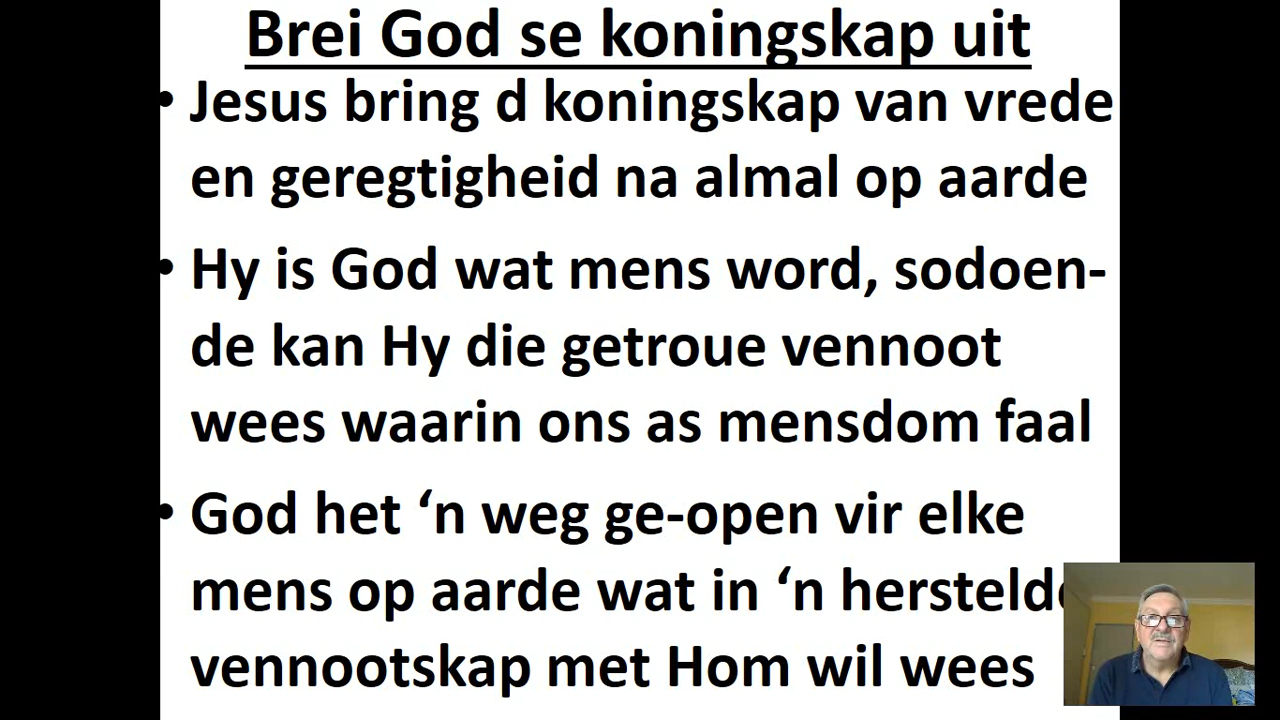 Brei God se koningskap uit
• Jesus bring d koningskap van vrede
en geregtigheid na almal op aarde
• Hy is God wat mens word, sodoen-
de kan Hy die getroue vennoot
wees waarin ons as mensdom faal
• God het ‘n weg ge-open vir elke
mens op aarde wat in ‘n herstelde
vennootskap met Hom wil wees